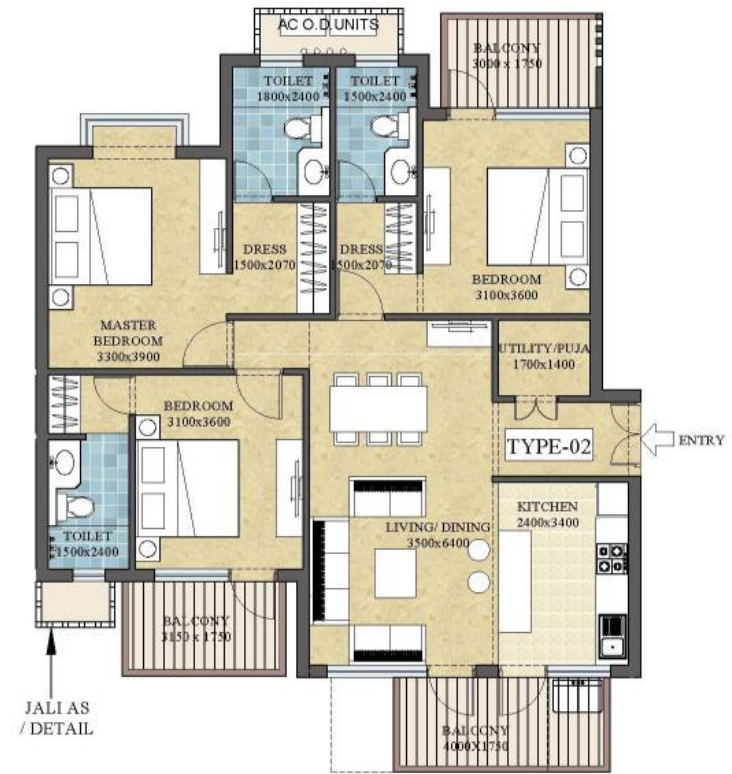 AC O.D.UNITS
BALCONY
3000 x 1750
TOILET
1800x2400
TOILET
1500x2400
DRESS
1500x2070
DRESS
1500x2070
BEDROOM
3100x3600
MASTER
BEDROOM
3300x3900
UTILITY/PUJA
1700x1400
BEDROOM
3100x3600
TYPE-02
ENTRY
KITCHEN
2400x3400
LIVING/ DINING
3500x6400
TOILET
1500x2400
BALCONY
3150 x 1750
JALI AS
/ DETAIL
BALCONY
4000X1750